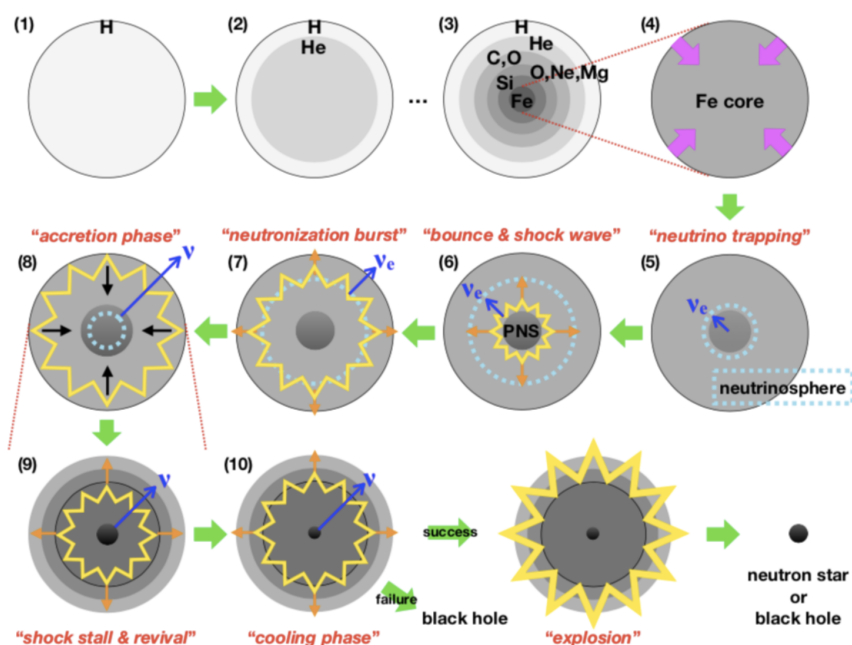 (1) H
(2) H
He
...
(3) H
He
C,O
O,Ne,Mg
Si
Fe
(4)
Fe core
“accretion phase” “neutronization burst” “bounce & shock wave” “neutrino trapping”
(8) ν
(7) νe
(6) νe
PNS
(5) νe
neutrinosphere
(9) ν
(10) ν
success
failure
black hole
neutron star
or
black hole
“shock stall & revival” “cooling phase” “explosion”